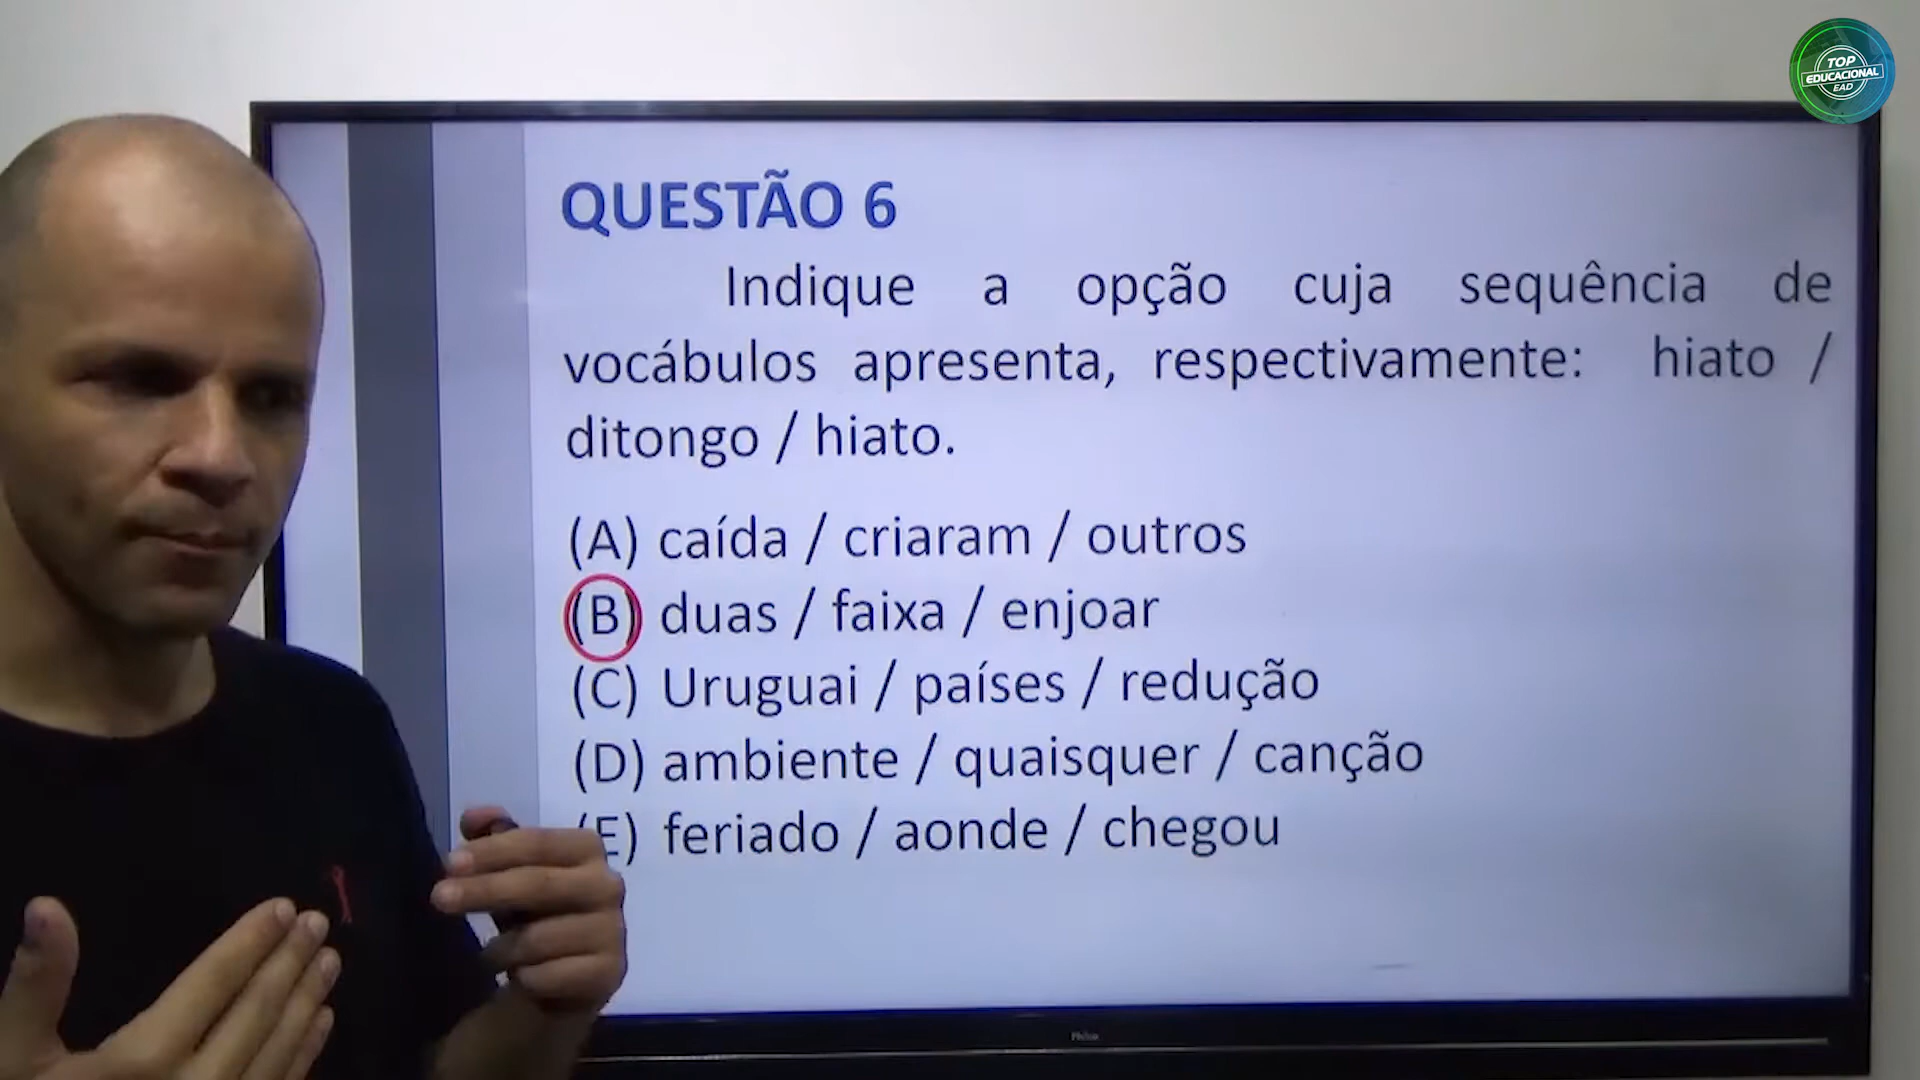 TOP
EDUCACIONAL
EAD
QUESTÃO 6
Indique a opção cuja sequência de
vocábulos apresenta, respectivamente: hiato /
ditongo / hiato.
(A) caída / criaram / outros
(B) duas / faixa / enjoar
(C) Uruguai / países / redução
(D) ambiente / quaisquer / canção
(E) feriado / aonde / chegou
Philco